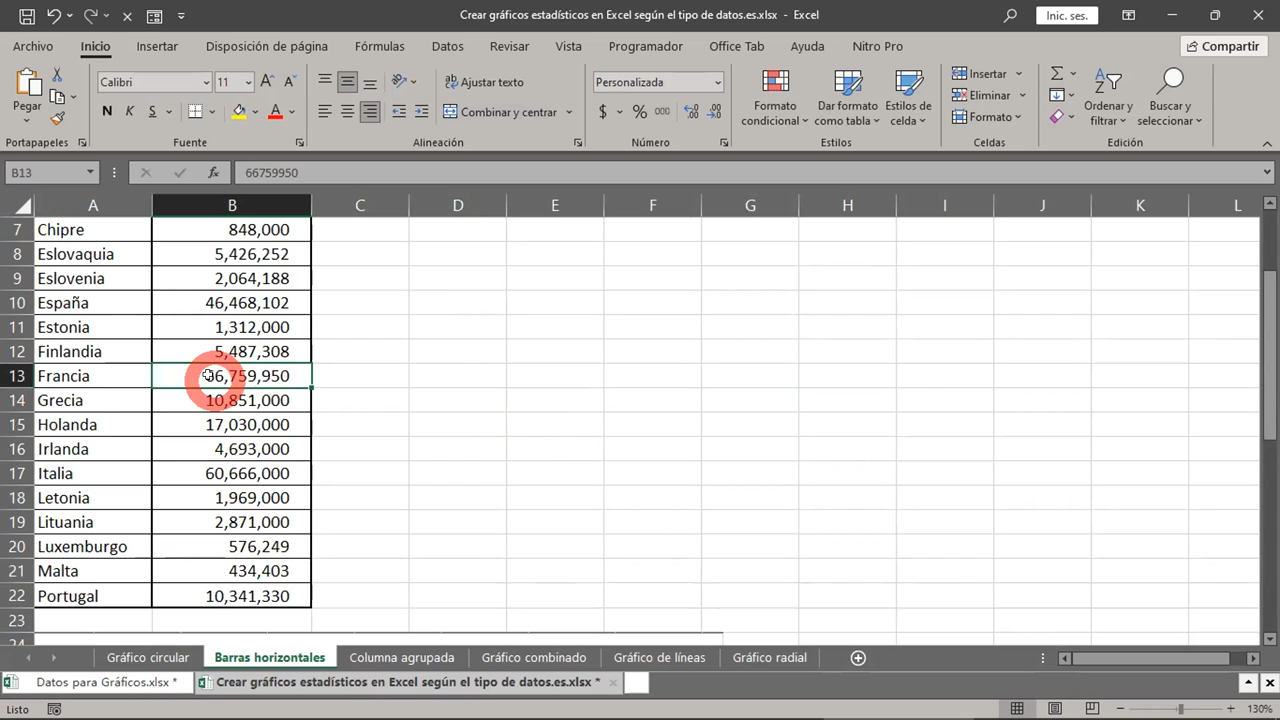 Crear gráficos estadísticos en Excel según el tipo de datos.es.xlsx - Excel
Inic. ses.
Archivo Inicio Insertar Disposición de página Fórmulas Datos Revisar Vista Programador Office Tab Ayuda Nitro Pro Compartir
Pegar
Calibri 11
N K S
Ajustar texto
Combinar y centrar
Personalizada
$ % 000
Formato condicional
Dar formato como tabla
Estilos de celda
Insertar
Eliminar
Formato
Ordenar y filtrar
Buscar y seleccionar
Portapapeles Fuente Alineación Número Estilos Celdas Edición
B13 fx 66759950
A B C D E F G H I J K L
7 Chipre 848,000
8 Eslovaquia 5,426,252
9 Eslovenia 2,064,188
10 España 46,468,102
11 Estonia 1,312,000
12 Finlandia 5,487,308
13 Francia 66,759,950
14 Grecia 10,851,000
15 Holanda 17,030,000
16 Irlanda 4,693,000
17 Italia 60,666,000
18 Letonia 1,969,000
19 Lituania 2,871,000
20 Luxemburgo 576,249
21 Malta 434,403
22 Portugal 10,341,330
23
24
Gráfico circular Barras horizontales Columna agrupada Gráfico combinado Gráfico de líneas Gráfico radial
Datos para Gráficos.xlsx * Crear gráficos estadísticos en Excel según el tipo de datos.es.xlsx *
Listo 130%